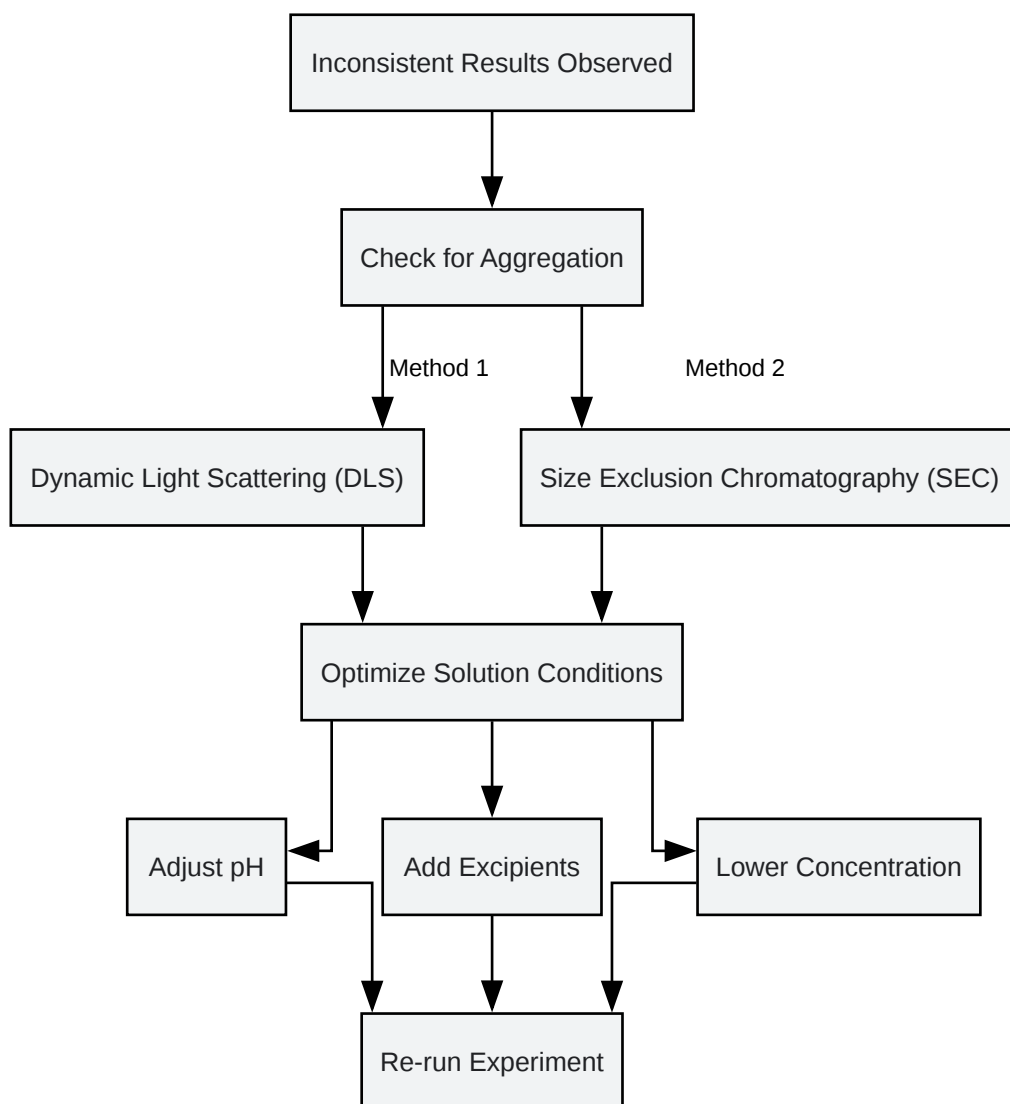 Inconsistent Results Observed
Check for Aggregation
Method 1
Method 2
Dynamic Light Scattering (DLS)
Size Exclusion Chromatography (SEC)
Optimize Solution Conditions
Adjust pH
Add Excipients
Lower Concentration
Re-run Experiment